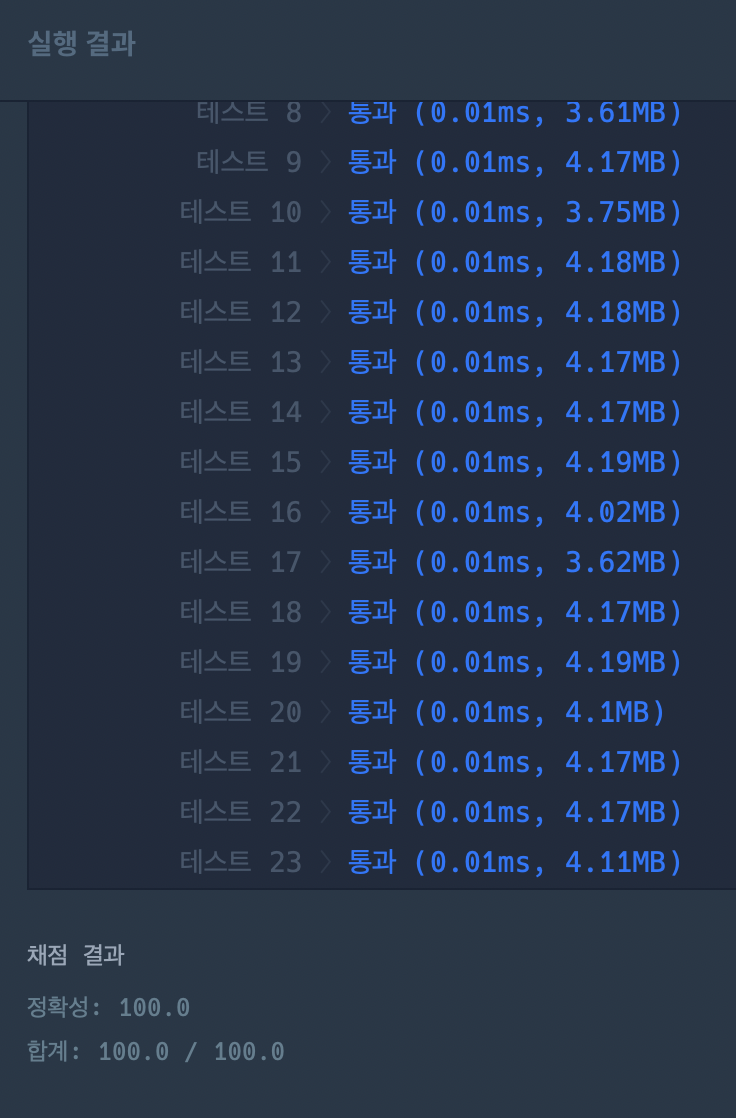 실행 결과
테스트 8 〉 통과 (0.01ms, 3.61MB)
테스트 9 〉 통과 (0.01ms, 4.17MB)
테스트 10 〉 통과 (0.01ms, 3.75MB)
테스트 11 〉 통과 (0.01ms, 4.18MB)
테스트 12 〉 통과 (0.01ms, 4.18MB)
테스트 13 〉 통과 (0.01ms, 4.17MB)
테스트 14 〉 통과 (0.01ms, 4.17MB)
테스트 15 〉 통과 (0.01ms, 4.19MB)
테스트 16 〉 통과 (0.01ms, 4.02MB)
테스트 17 〉 통과 (0.01ms, 3.62MB)
테스트 18 〉 통과 (0.01ms, 4.17MB)
테스트 19 〉 통과 (0.01ms, 4.19MB)
테스트 20 〉 통과 (0.01ms, 4.1MB)
테스트 21 〉 통과 (0.01ms, 4.17MB)
테스트 22 〉 통과 (0.01ms, 4.17MB)
테스트 23 〉 통과 (0.01ms, 4.11MB)
채점 결과
정확성: 100.0
합계: 100.0 / 100.0